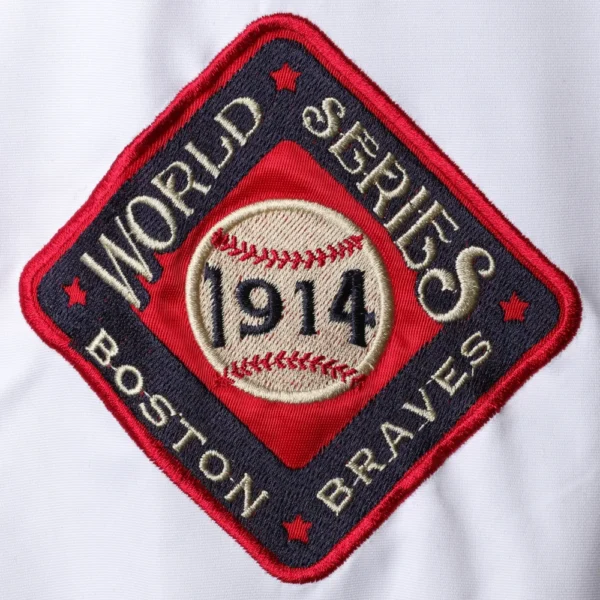 WORLD
SERIES
1914
BOSTON
BRAVES